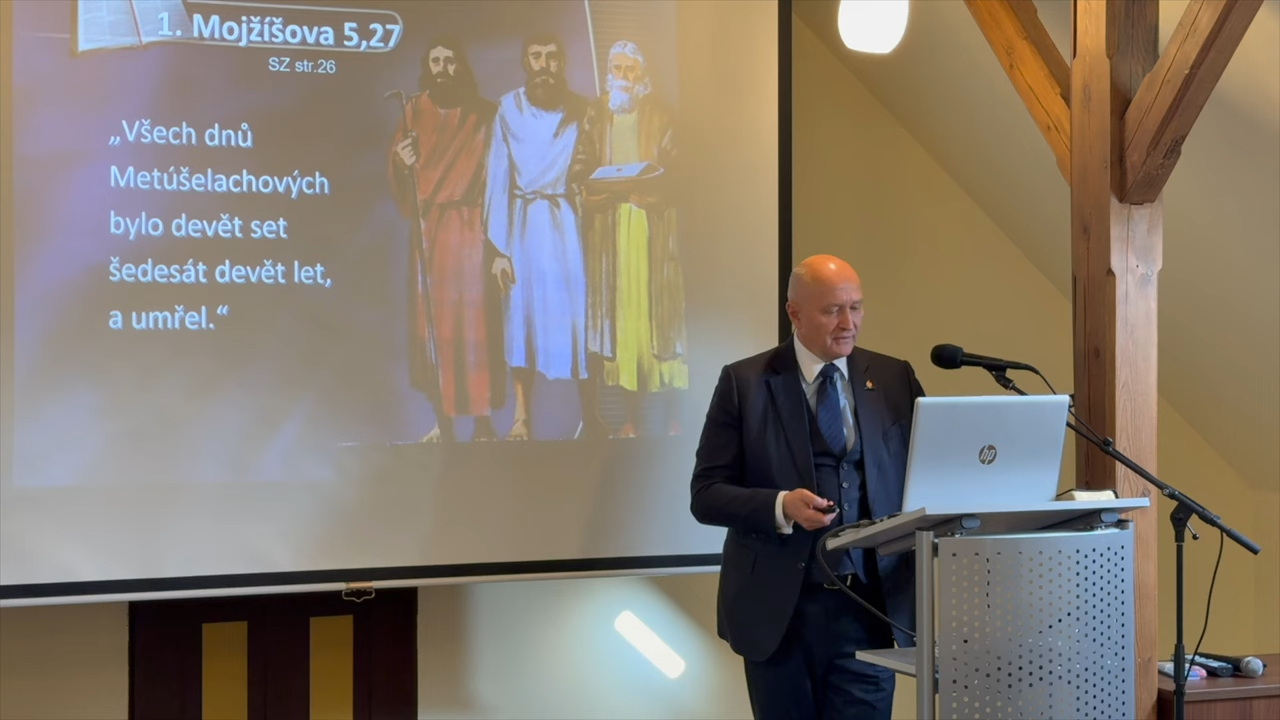 1. Mojžíšova 5,27
SZ str.26
„Všech dnů
Metúšelachových
bylo devět set
šedesát devět let,
a umřel.“
hp